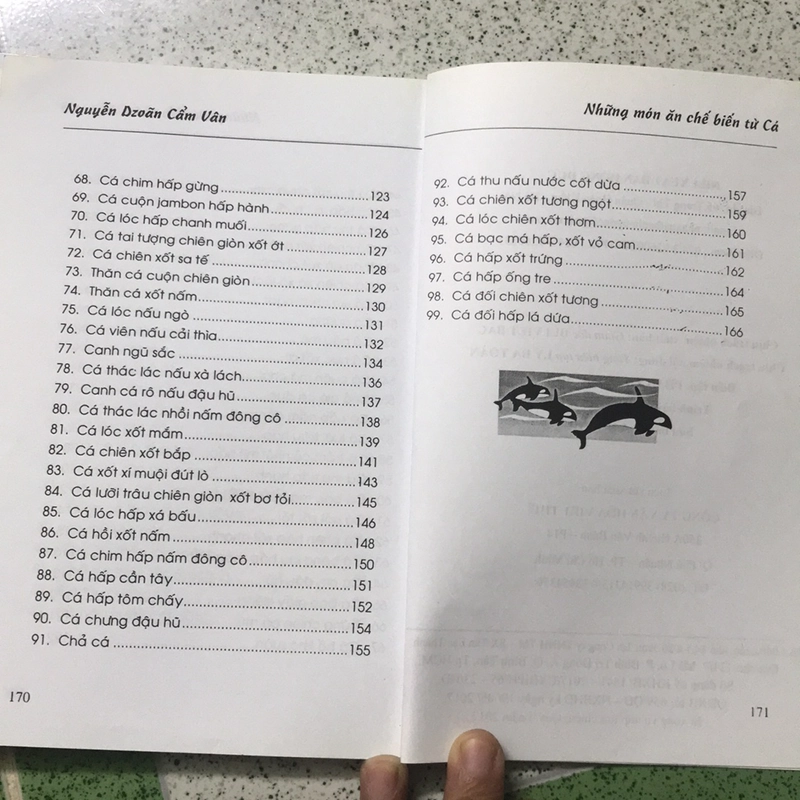 Nguyễn Dzoãn Cẩm Vân
68. Cá chim hấp gừng 123
69. Cá cuộn jambon hấp hành 124
70. Cá lóc hấp chanh muối 126
71. Cá tai tượng chiên giòn xốt ớt 127
72. Cá chiên xốt sa tế 128
73. Thăn cá cuộn chiên giòn 129
74. Thăn cá xốt nấm 130
75. Cá lóc nấu ngò 131
76. Cá viên nấu cải thìa 132
77. Canh ngũ sắc 134
78. Cá thác lác nấu xà lách 136
79. Canh cá rô nấu đậu hũ 137
80. Cá thác lác nhồi nấm đông cô 138
81. Cá lóc xốt mắm 139
82. Cá chiên xốt bắp 141
83. Cá xốt xí muội đút lò 143
84. Cá lưỡi trâu chiên giòn xốt bơ tỏi 145
85. Cá lóc hấp xá bấu 146
86. Cá hồi xốt nấm 148
87. Cá chim hấp nấm đông cô 150
88. Cá hấp cần tây 151
89. Cá hấp tôm chấy 152
90. Cá chưng đậu hũ 154
91. Chả cá 155
170
Những món ăn chế biến từ Cá
92. Cá thu nấu nước cốt dừa 157
93. Cá chiên xốt tương ngọt 159
94. Cá lóc chiên xốt thơm 160
95. Cá bạc má hấp, xốt vỏ cam 161
96. Cá hấp xốt trứng 162
97. Cá hấp ống tre 164
98. Cá đối chiên xốt tương 165
99. Cá đối hấp lá dứa 166
171